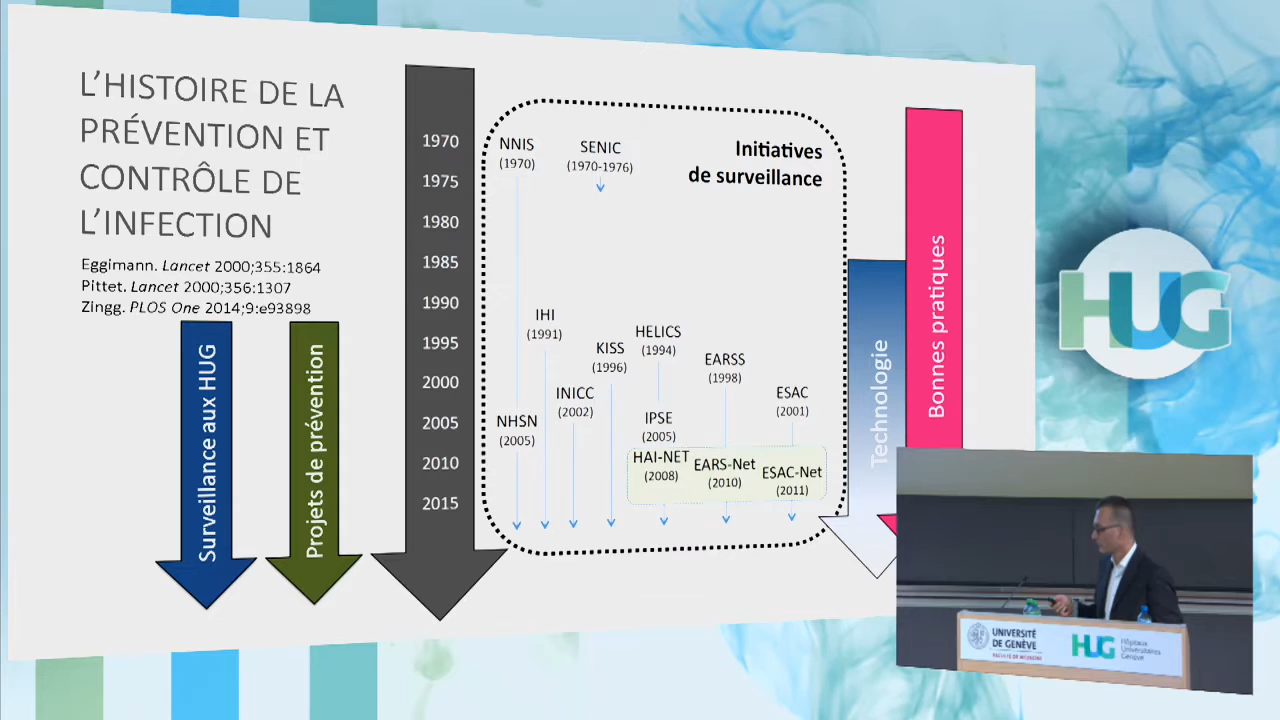 L'HISTOIRE DE LA
PRÉVENTION ET
CONTRÔLE DE
L'INFECTION
Eggimann. Lancet 2000;355:1864
Pittet. Lancet 2000;356:1307
Zingg. PLOS One 2014;9:e93898
Surveillance aux HUG
Projets de prévention
1970
1975
1980
1985
1990
1995
2000
2005
2010
2015
Initiatives
de surveillance
NNIS
(1970)
SENIC
(1970-1976)
IHI
(1991)
KISS
(1996)
HELICS
(1994)
EARSS
(1998)
INICC
(2002)
ESAC
(2001)
NHSN
(2005)
IPSE
(2005)
HAI-NET
(2008)
EARS-Net
(2010)
ESAC-Net
(2011)
Technologie
Bonnes pratiques
HUG
UNIVERSITÉ
DE GENÈVE
FACULTÉ DE MÉDECINE
HUG
Hôpitaux
Universitaires
Genève